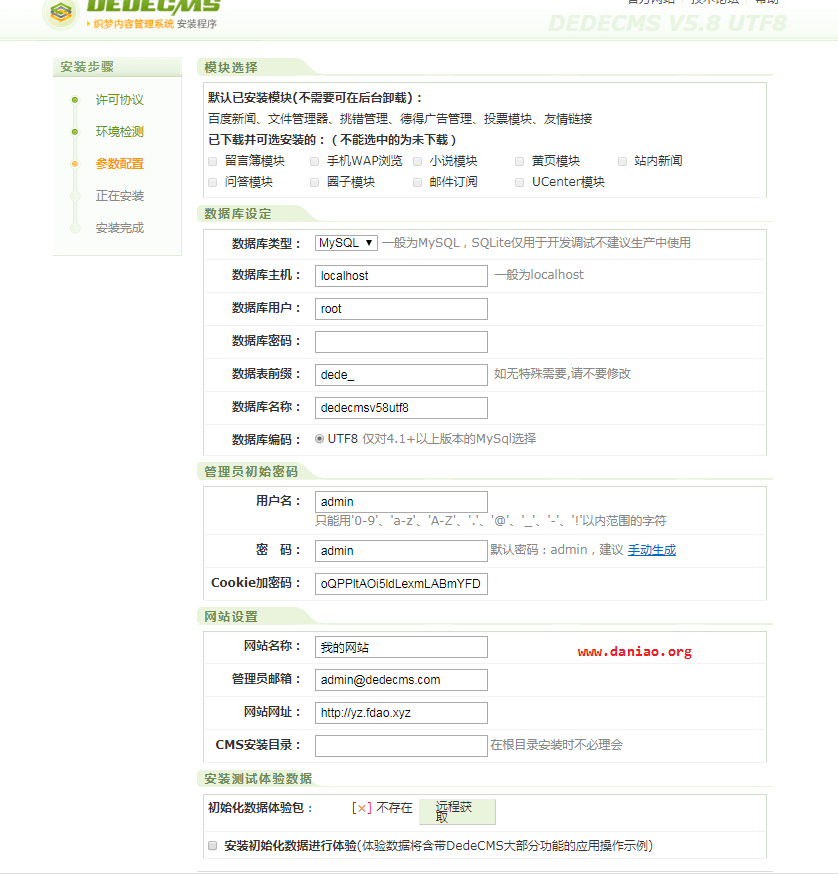 DEDECMS
织梦内容管理系统 安装程序
官方网站 技术论坛 帮助
DEDECMS V5.8 UTF8
安装步骤
许可协议
环境检测
参数配置
正在安装
安装完成
模块选择
默认已安装模块(不需要可在后台卸载)：
百度新闻、文件管理器、挑错管理、德得广告管理、投票模块、友情链接
已下载并可选安装的：（不能选中的为未下载）
留言簿模块 手机WAP浏览 小说模块 黄页模块 站内新闻
问答模块 圈子模块 邮件订阅 UCenter模块
数据库设定
数据库类型： MySQL 一般为MySQL，SQLite仅用于开发调试不建议生产中使用
数据库主机： localhost 一般为localhost
数据库用户： root
数据库密码：
数据表前缀： dede_ 如无特殊需要,请不要修改
数据库名称： dedecmsv58utf8
数据库编码： UTF8 仅对4.1+以上版本的MySql选择
管理员初始密码
用户名： admin
只能用'0-9'、'a-z'、'A-Z'、'.'、'@'、'_'、'-'、'!'以内范围的字符
密 码： admin 默认密码：admin，建议 手动生成
Cookie加密码： oQPPltAOi5ldLexmLABmYFD
网站设置
网站名称： 我的网站
www.daniao.org
管理员邮箱： admin@dedecms.com
网站网址： http://yz.fdao.xyz
CMS安装目录： 在根目录安装时不必理会
安装测试体验数据
初始化数据体验包： [×] 不存在 远程获
取
安装初始化数据进行体验(体验数据将含带DedeCMS大部分功能的应用操作示例)